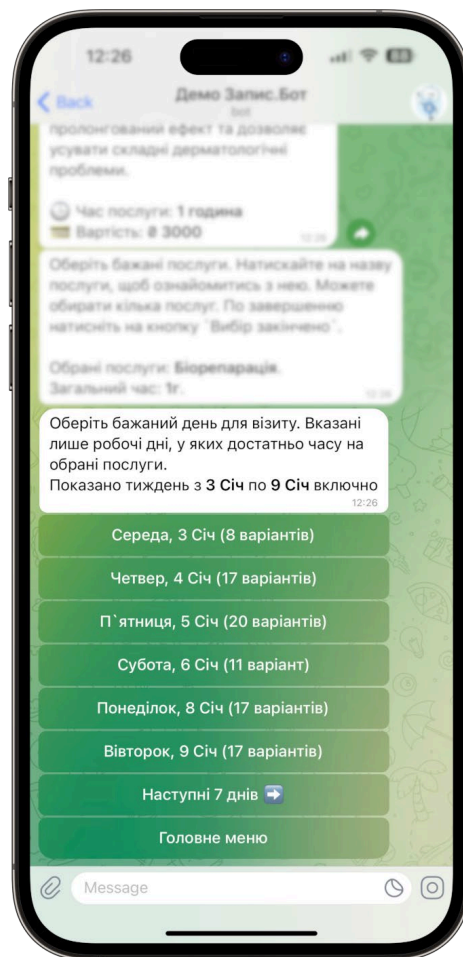 12:26
Back
Демо Запис.Бот
bot
пролонгований ефект та дозволяє
усувати складні дерматологічні
проблеми.
Час послуги: 1 година
Вартість: ₴ 3000
12:26
Оберіть бажані послуги. Натискайте на назву
послуги, щоб ознайомитись з нею. Можете
обирати кілька послуг. По завершенню
натисніть на кнопку `Вибір закінчено`.
Обрані послуги: Біорепарація.
Загальний час: 1г.
12:26
Оберіть бажаний день для візиту. Вказані
лише робочі дні, у яких достатньо часу на
обрані послуги.
Показано тиждень з 3 Січ по 9 Січ включно
12:26
Середа, 3 Січ (8 варіантів)
Четвер, 4 Січ (17 варіантів)
П`ятниця, 5 Січ (20 варіантів)
Субота, 6 Січ (11 варіант)
Понеділок, 8 Січ (17 варіантів)
Вівторок, 9 Січ (17 варіантів)
Наступні 7 днів ➡️
Головне меню
Message